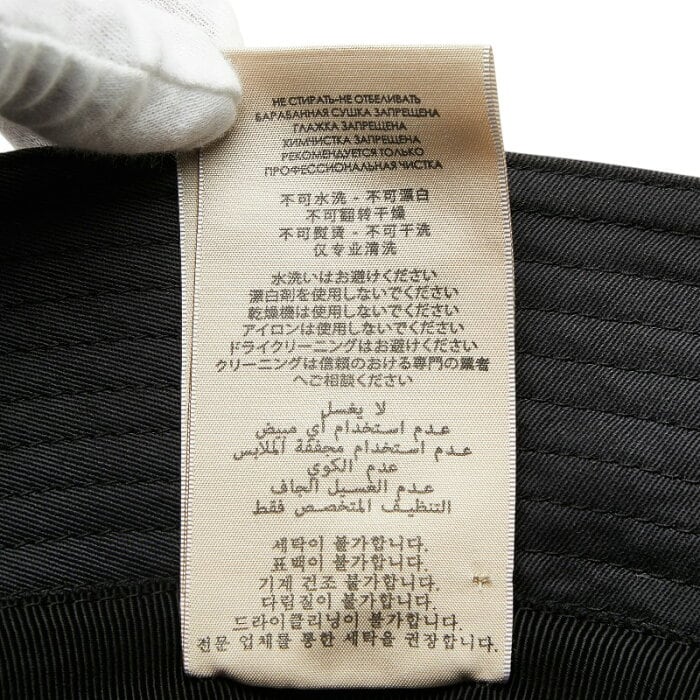 НЕ СТИРАТЬ-НЕ ОТБЕЛИВАТЬ
БАРАБАННАЯ СУШКА ЗАПРЕЩЕНА
ГЛАЖКА ЗАПРЕЩЕНА
ХИМЧИСТКА ЗАПРЕЩЕНА
РЕКОМЕНДУЕТСЯ ТОЛЬКО
ПРОФЕССИОНАЛЬНАЯ ЧИСТКА
不可水洗 - 不可漂白
不可翻转干燥
不可熨烫 - 不可干洗
仅专业清洗
水洗いはお避けください
漂白剤を使用しないでください
乾燥機は使用しないでください
アイロンは使用しないでください
ドライクリーニングはお避けください
クリーニングは信頼のおける専門の業者
へご相談ください
لا يغسل
عدم استخدام أي مبيض
عدم استخدام مجففة الملابس
عدم الكوي
عدم الغسيل الجاف
التنظيف المتخصص فقط
세탁이 불가합니다.
표백이 불가합니다.
기계 건조 불가합니다.
다림질이 불가합니다.
드라이클리닝이 불가합니다.
전문 업체를 통한 세탁을 권장합니다.